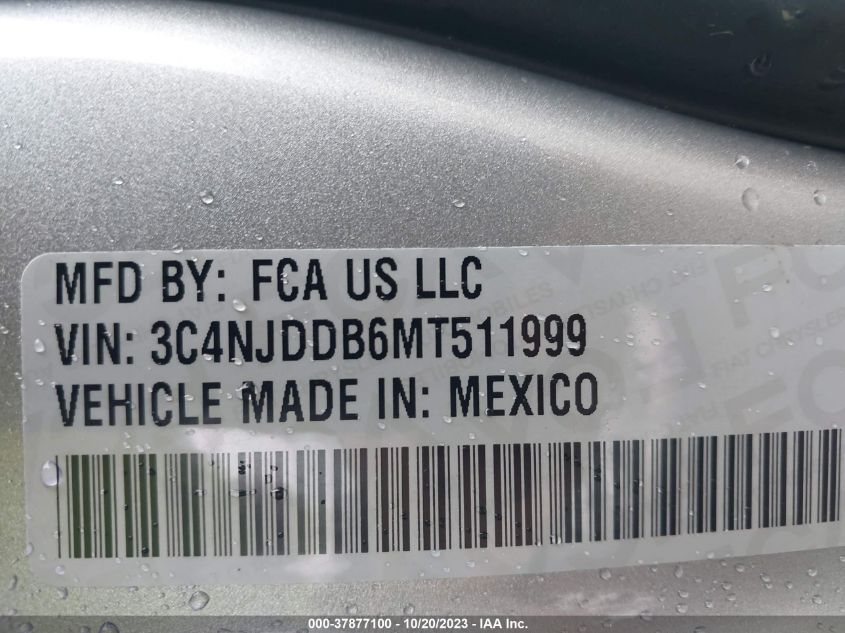 MFD BY: FCA US LLC
VIN: 3C4NJDDB6MT511999
VEHICLE MADE IN: MEXICO
000-37877100 - 10/20/2023 - IAA Inc.